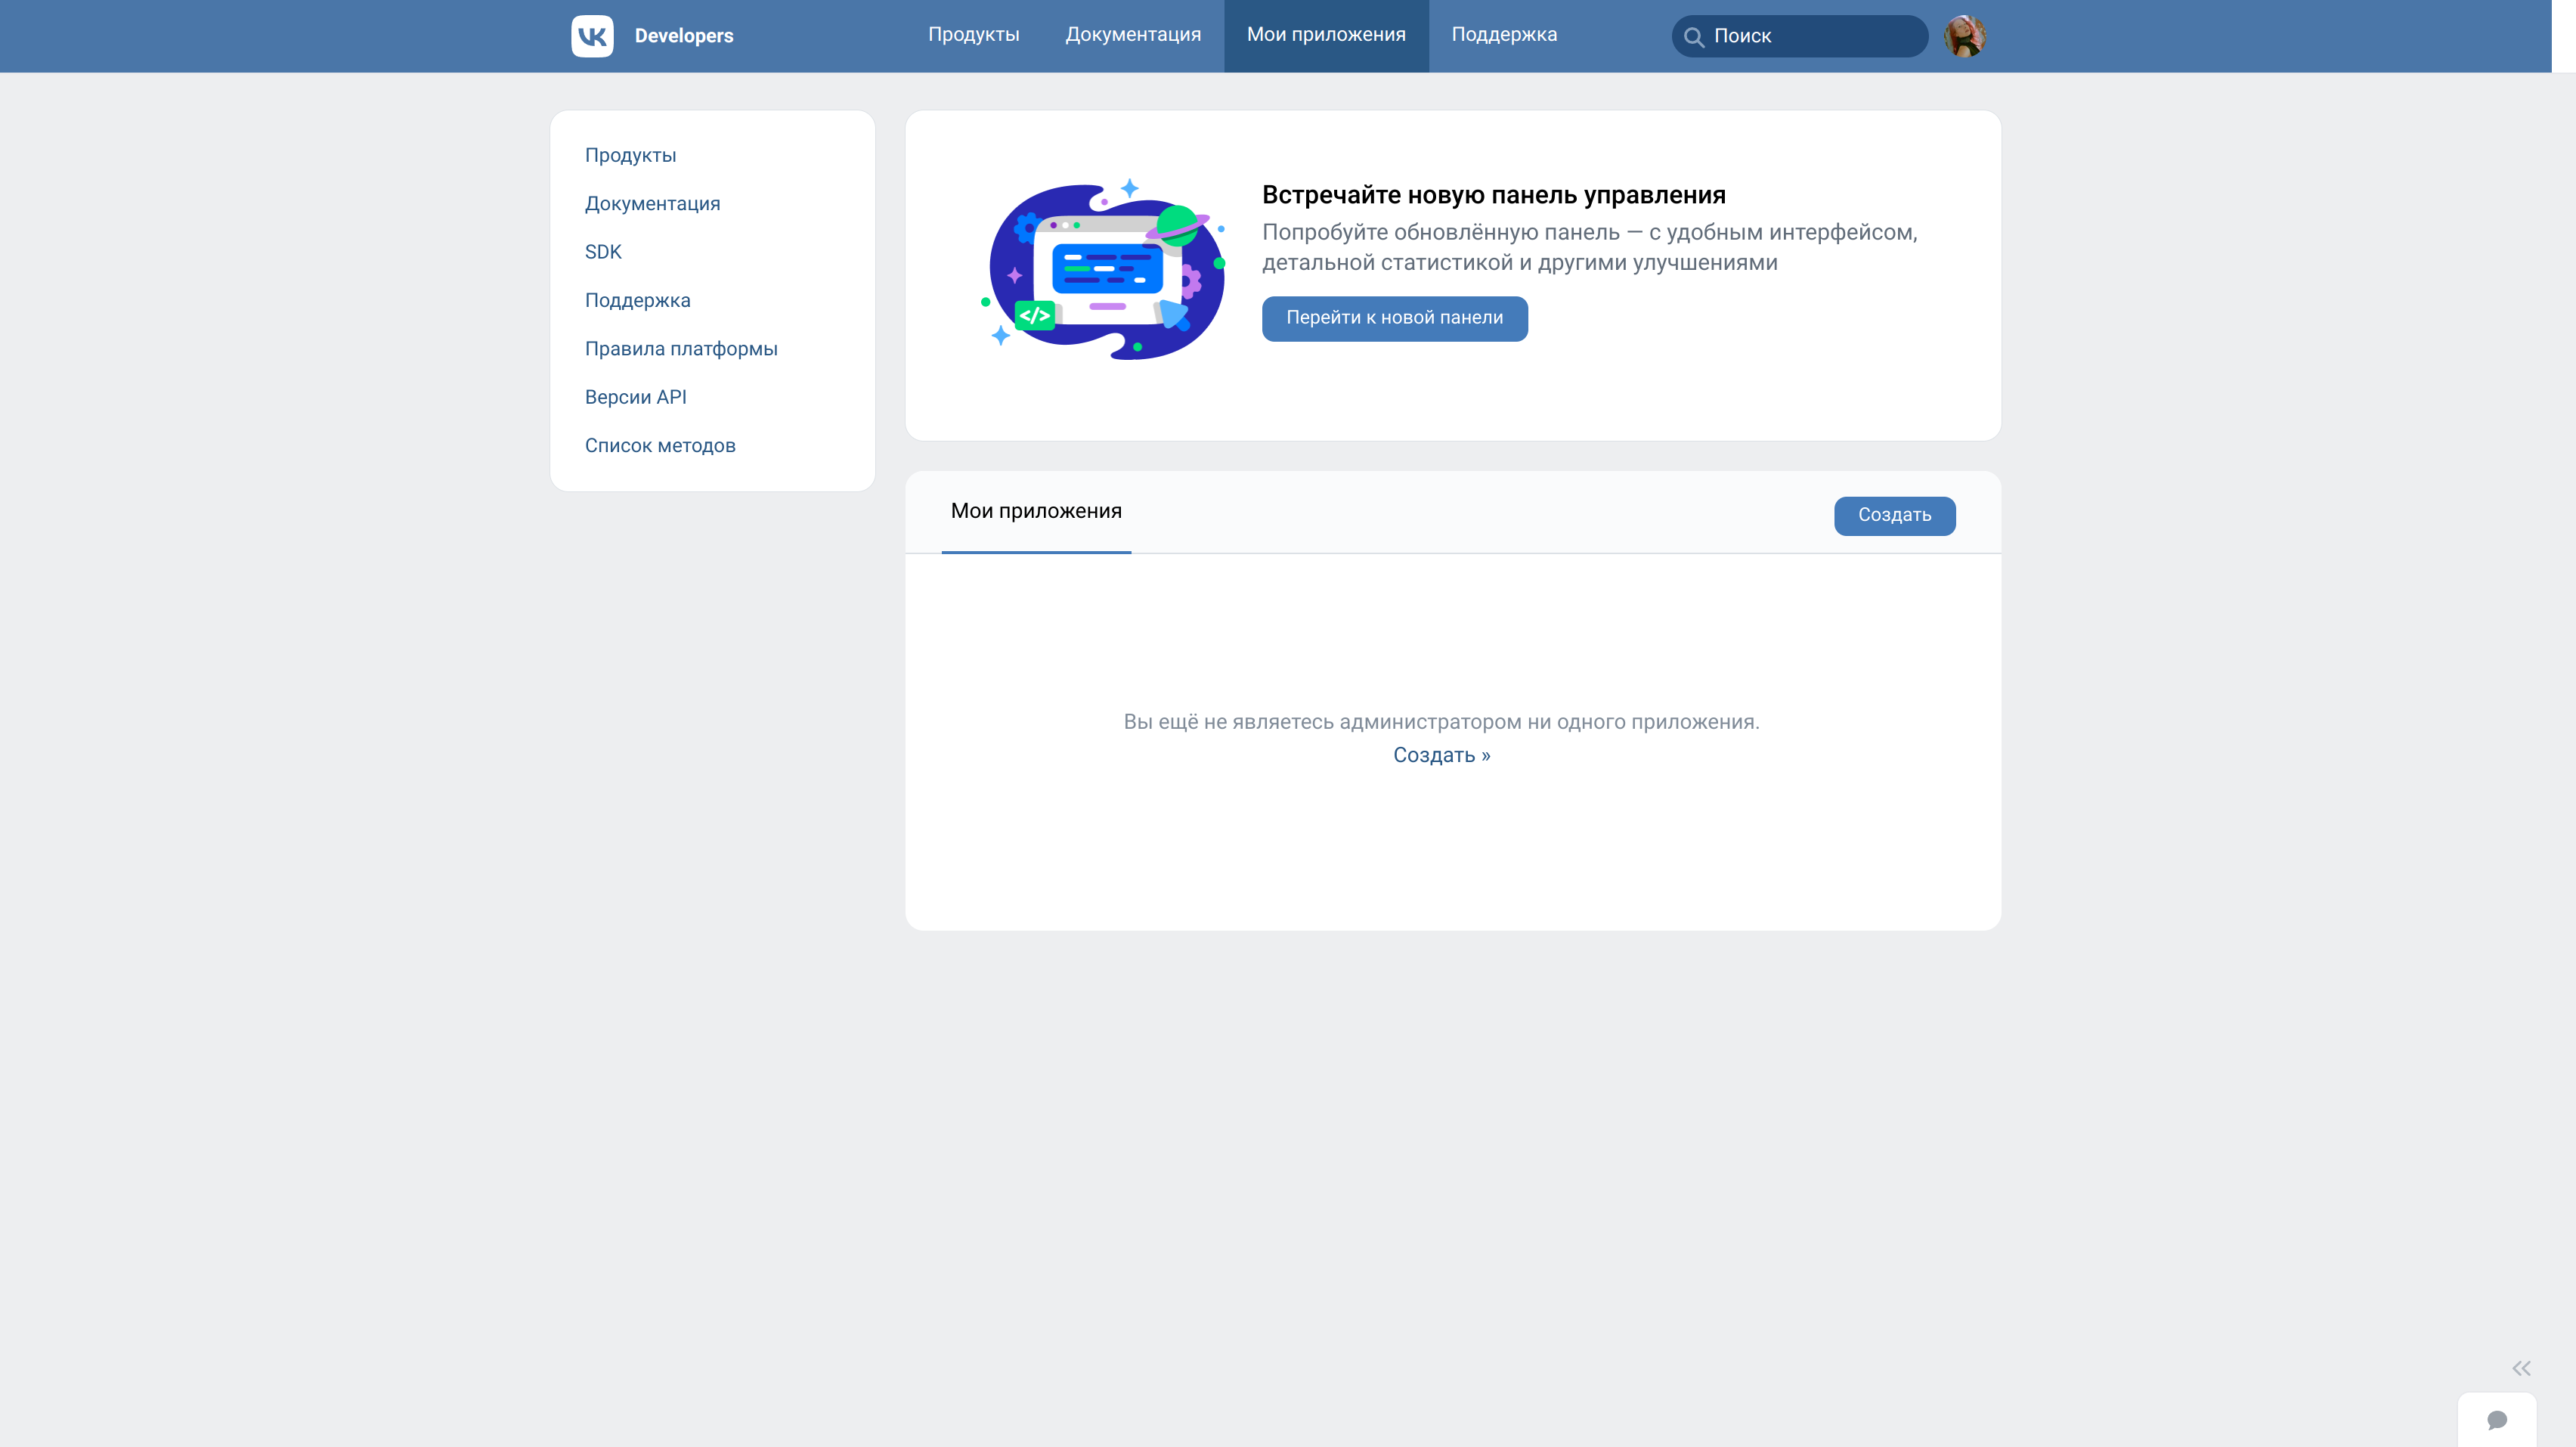 VK Developers
Продукты
Документация
Мои приложения
Поддержка
Поиск
Продукты
Документация
SDK
Поддержка
Правила платформы
Версии API
Список методов
</>
Встречайте новую панель управления
Попробуйте обновлённую панель — с удобным интерфейсом,
детальной статистикой и другими улучшениями
Перейти к новой панели
Мои приложения
Создать
Вы ещё не являетесь администратором ни одного приложения.
Создать »